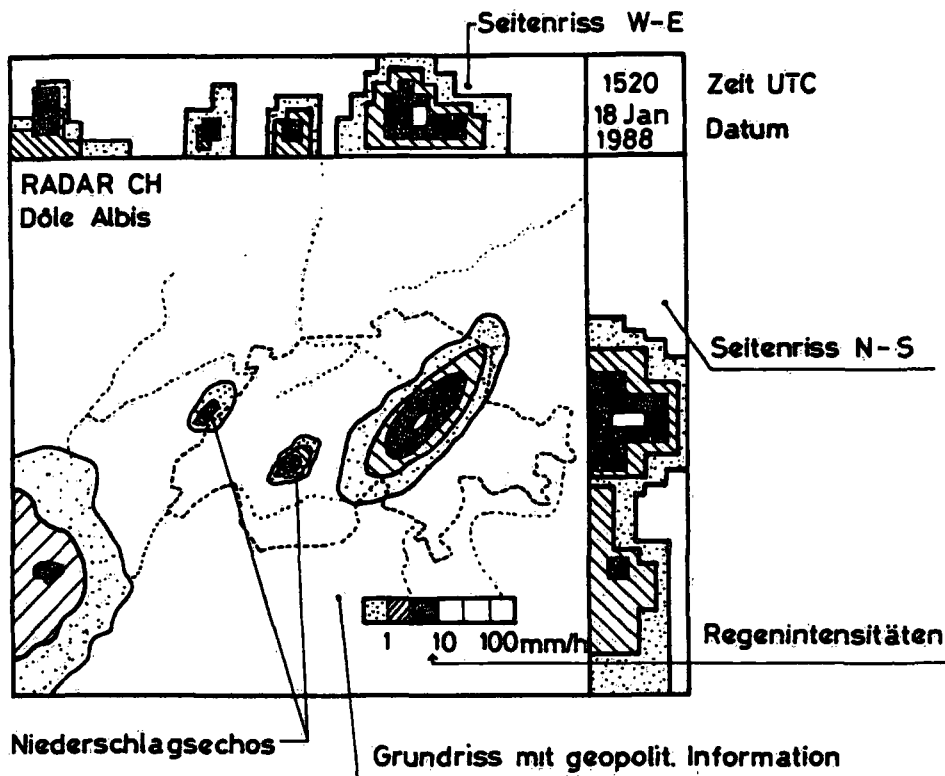 Seitenriss W-E
1520
18 Jan
1988
Zeit UTC
Datum
RADAR CH
Dôle Albis
Seitenriss N-S
1 10 100mm/h
Regenintensitäten
Niederschlagsechos
Grundriss mit geopolit. Information